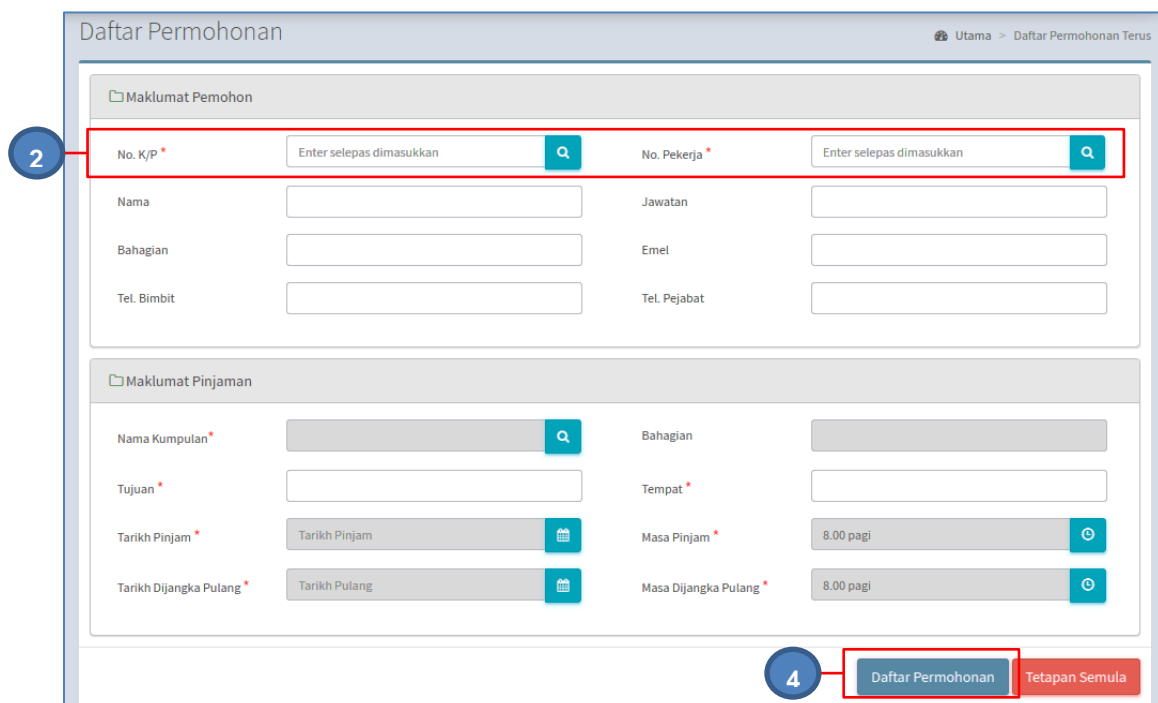 Daftar Permohonan
Utama > Daftar Permohonan Terus
Maklumat Pemohon
2
No. K/P * Enter selepas dimasukkan No. Pekerja * Enter selepas dimasukkan
Nama Jawatan
Bahagian Emel
Tel. Bimbit Tel. Pejabat
Maklumat Pinjaman
Nama Kumpulan* Bahagian
Tujuan * Tempat *
Tarikh Pinjam * Tarikh Pinjam Masa Pinjam * 8.00 pagi
Tarikh Dijangka Pulang * Tarikh Pulang Masa Dijangka Pulang * 8.00 pagi
4 Daftar Permohonan Tetapan Semula